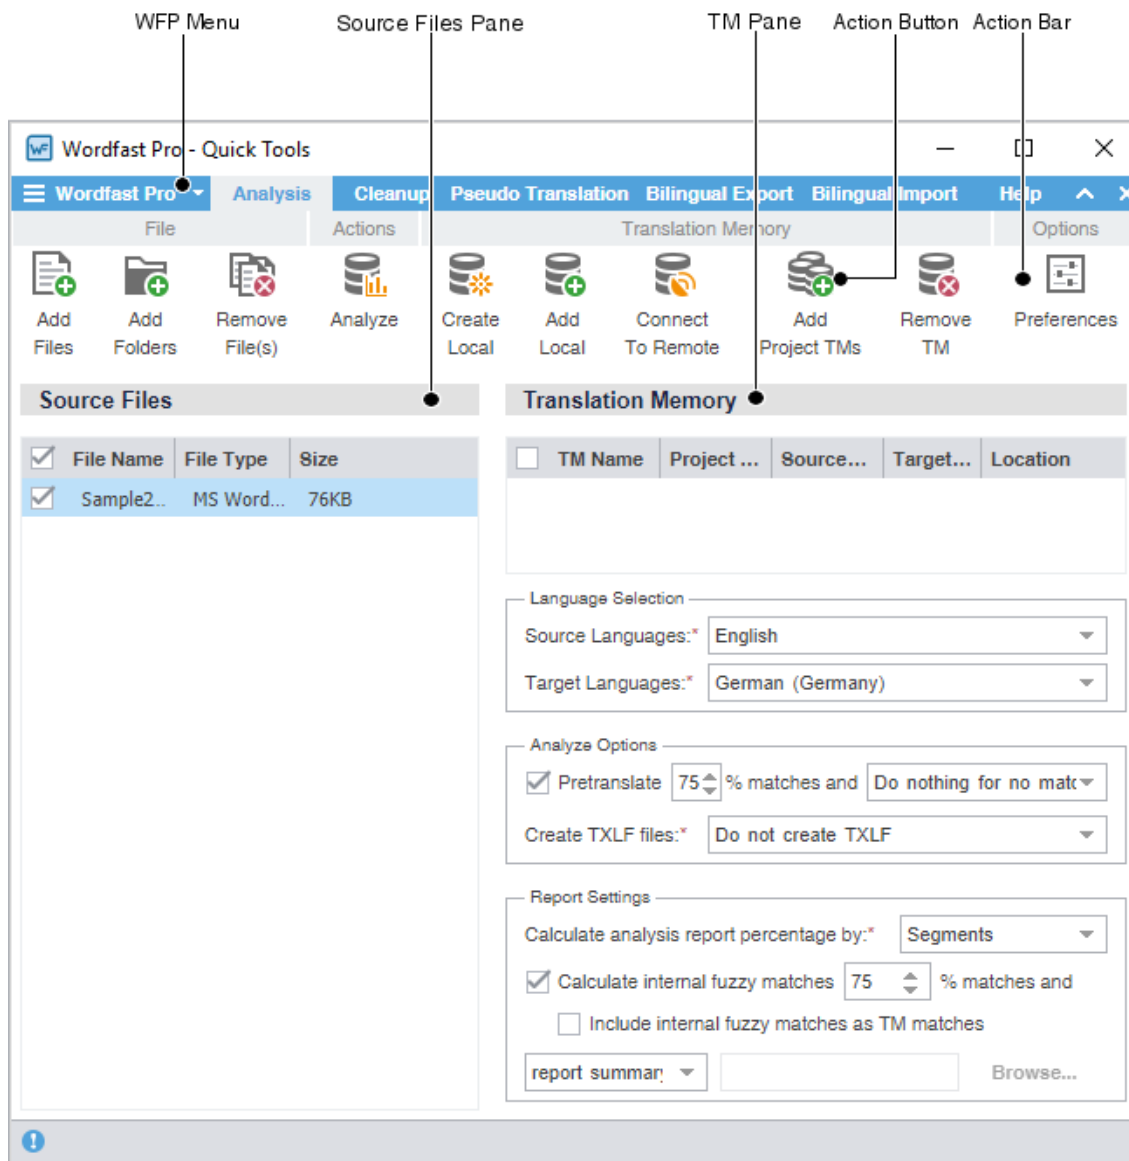 WFP Menu Source Files Pane TM Pane Action Button Action Bar
WF Wordfast Pro - Quick Tools
Wordfast Pro Analysis Cleanup Pseudo Translation Bilingual Export Bilingual Import Help
File Actions Translation Memory Options
Add Files
Add Folders
Remove File(s)
Analyze
Create Local
Add Local
Connect To Remote
Add Project TMs
Remove TM
Preferences
Source Files
File Name File Type Size
Sample2.. MS Word... 76KB
Translation Memory
TM Name Project ... Source... Target... Location
Language Selection
Source Languages:* English
Target Languages:* German (Germany)
Analyze Options
Pretranslate 75 % matches and Do nothing for no matc
Create TXLF files:* Do not create TXLF
Report Settings
Calculate analysis report percentage by:* Segments
Calculate internal fuzzy matches 75 % matches and
Include internal fuzzy matches as TM matches
report summar Browse...